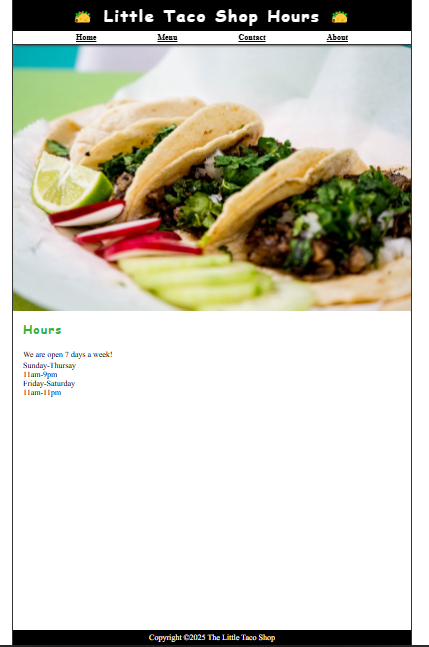 🌮 Little Taco Shop Hours 🌮
Home Menu Contact About
Hours
We are open 7 days a week!
Sunday-Thursay
11am-9pm
Friday-Saturday
11am-11pm
Copyright ©2025 The Little Taco Shop